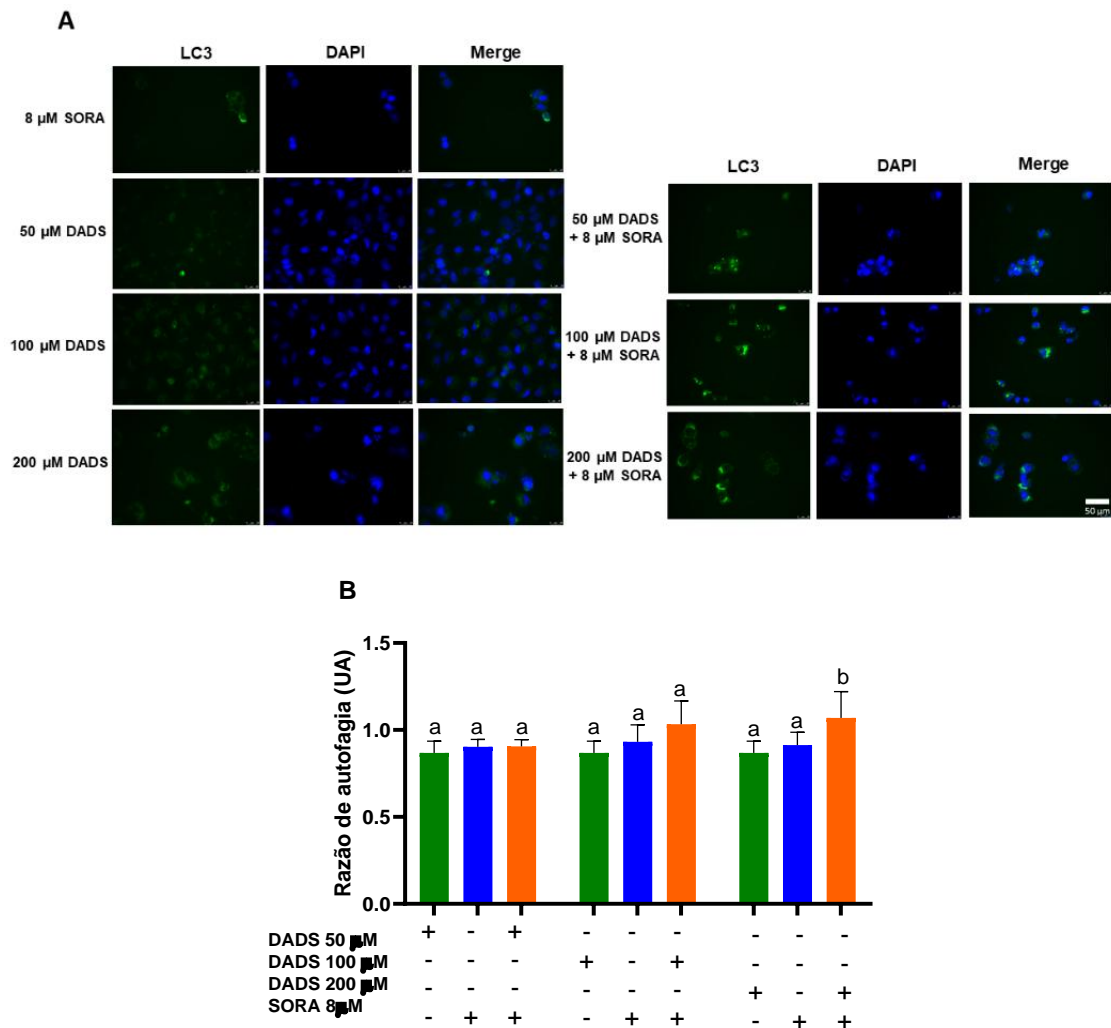 A
LC3 DAPI Merge
8 µM SORA
50 µM DADS
100 µM DADS
200 µM DADS
LC3 DAPI Merge
50 µM DADS
+ 8 µM SORA
100 µM DADS
+ 8 µM SORA
200 µM DADS
+ 8 µM SORA
50 µm
B
Razão de autofagia (UA)
1.5
1.0
0.5
0.0
a a a a a a a a b
DADS 50 µM + - + - - - - - -
DADS 100 µM - - - + - + - - -
DADS 200 µM - - - - - - + - +
SORA 8µM - + + - + + - + +